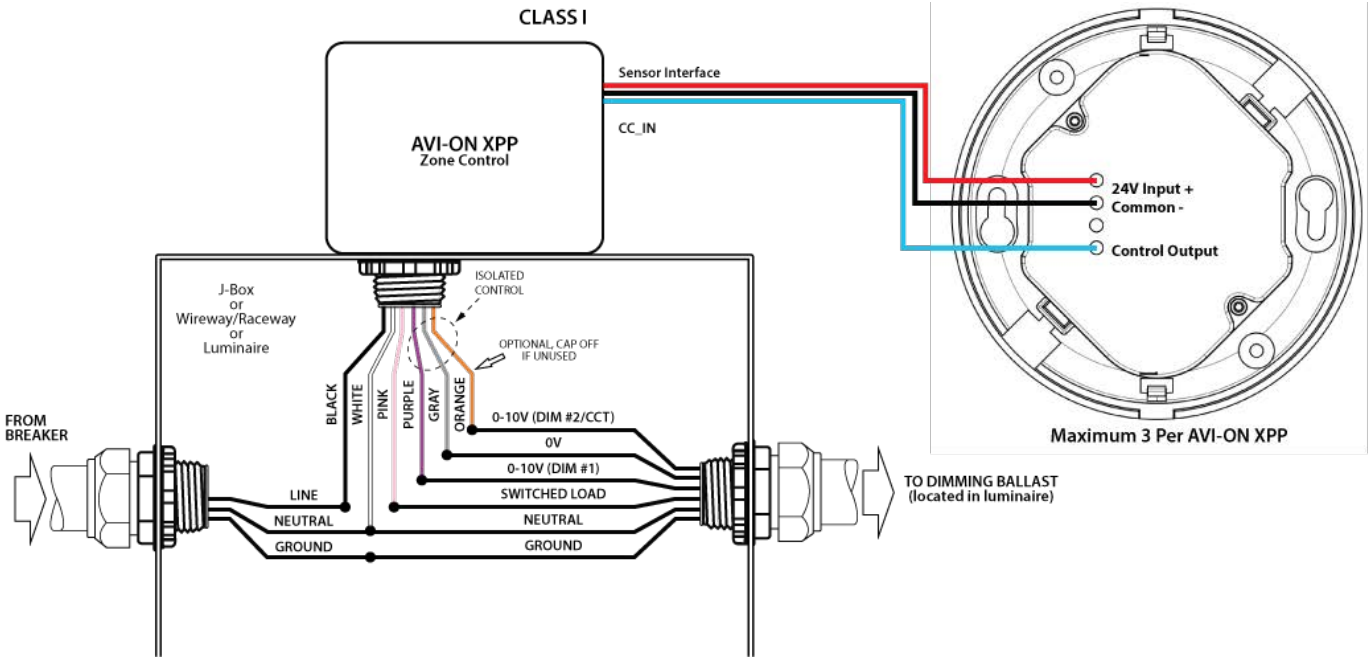 CLASS I
Sensor Interface
AVI-ON XPP
Zone Control
CC_IN
24V Input +
Common -
Control Output
Maximum 3 Per AVI-ON XPP
J-Box
or
Wireway/Raceway
or
Luminaire
ISOLATED
CONTROL
OPTIONAL, CAP OFF
IF UNUSED
BLACK
WHITE
PINK
PURPLE
GRAY
ORANGE
FROM
BREAKER
0-10V (DIM #2/CCT)
0V
0-10V (DIM #1)
LINE
SWITCHED LOAD
NEUTRAL
NEUTRAL
GROUND
GROUND
TO DIMMING BALLAST
(located in luminaire)